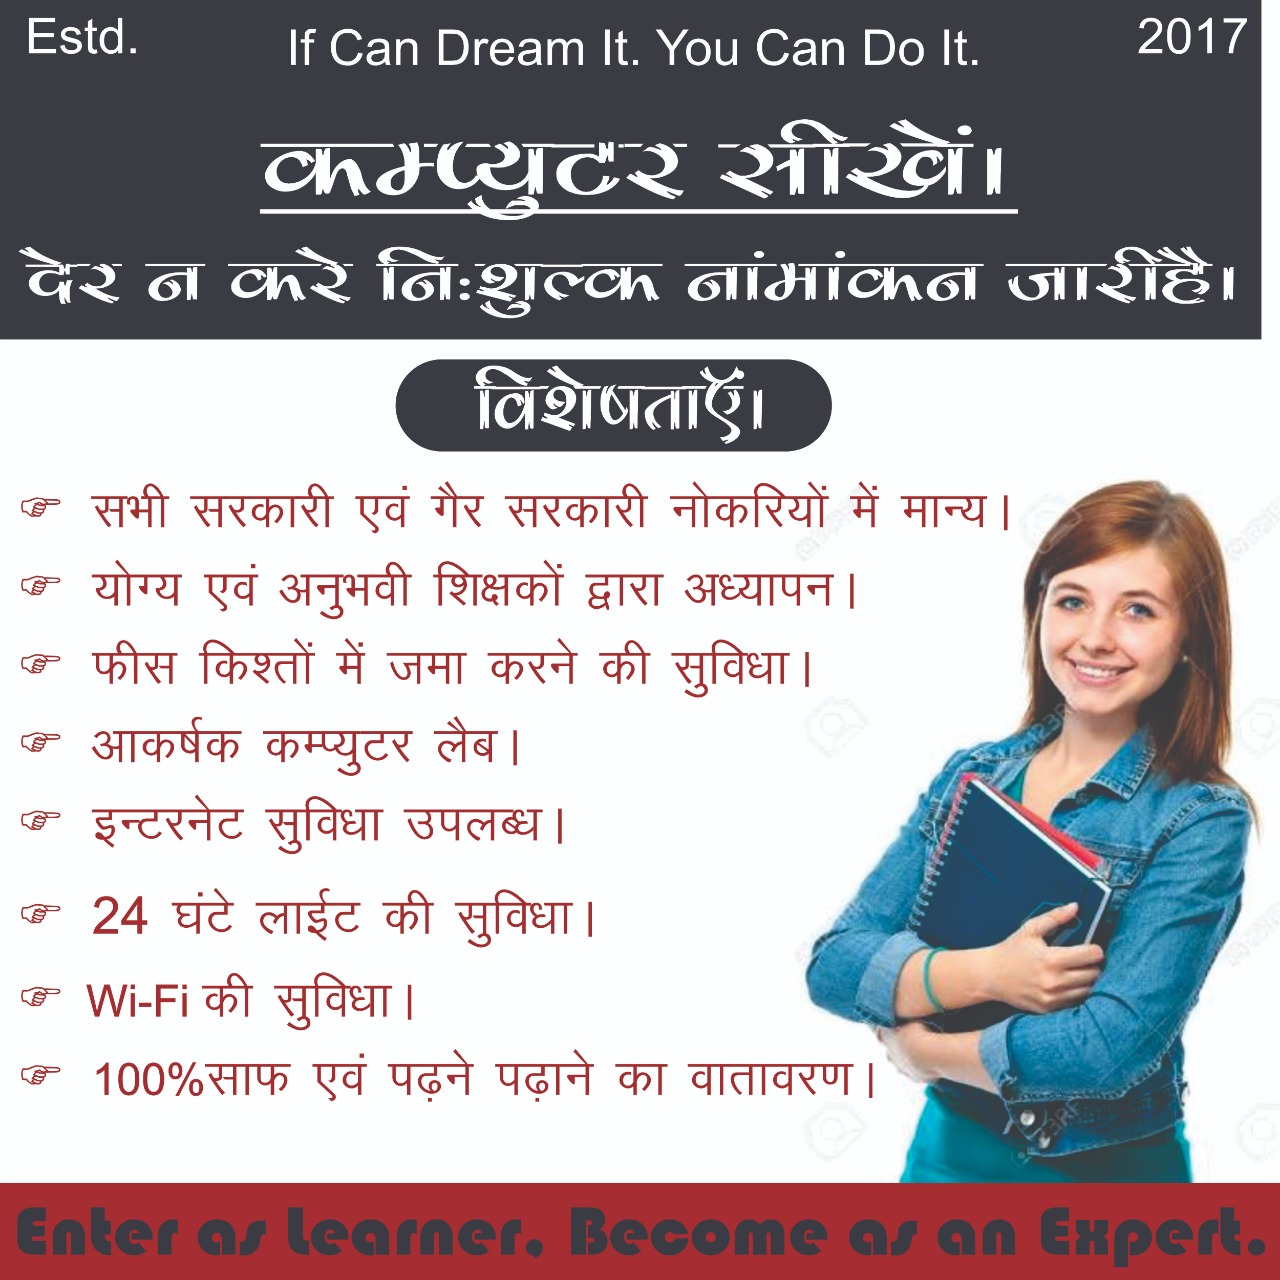 Estd.
If Can Dream It. You Can Do It.
2017
कम्प्युटर सीखें।
देर न करे निःशुल्क नांमांकन जारीहै।
विशेषताऍ।
☞ सभी सरकारी एवं गैर सरकारी नोकरियों में मान्य।
☞ योग्य एवं अनुभवी शिक्षकों द्वारा अध्यापन।
☞ फीस किश्तों में जमा करने की सुविधा।
☞ आकर्षक कम्प्युटर लैब।
☞ इन्टरनेट सुविधा उपलब्ध।
☞ 24 घंटे लाईट की सुविधा।
☞ Wi-Fi की सुविधा।
☞ 100%साफ एवं पढ़ने पढ़ाने का वातावरण।
Enter as Learner, Become as an Expert.